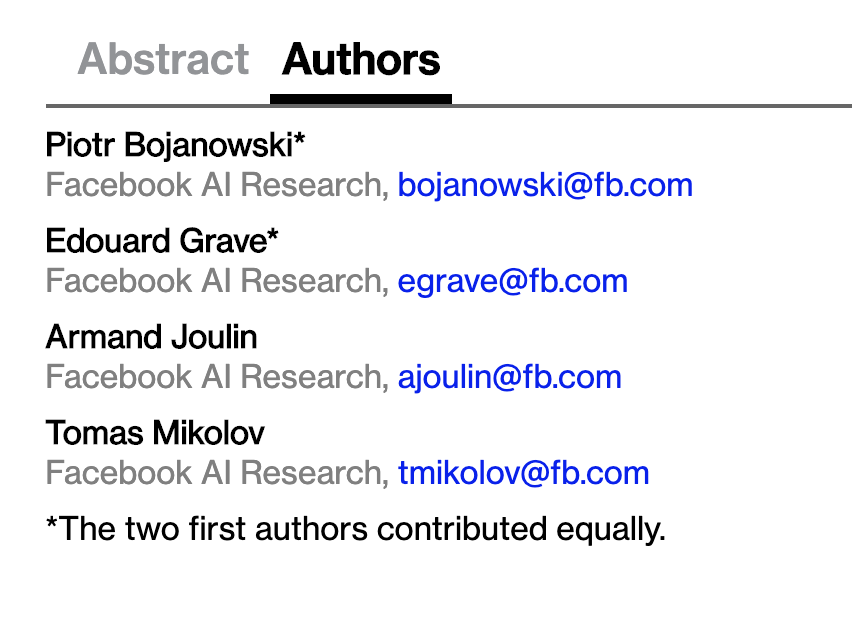 Abstract Authors
Piotr Bojanowski*
Facebook AI Research, bojanowski@fb.com
Edouard Grave*
Facebook AI Research, egrave@fb.com
Armand Joulin
Facebook AI Research, ajoulin@fb.com
Tomas Mikolov
Facebook AI Research, tmikolov@fb.com
*The two first authors contributed equally.